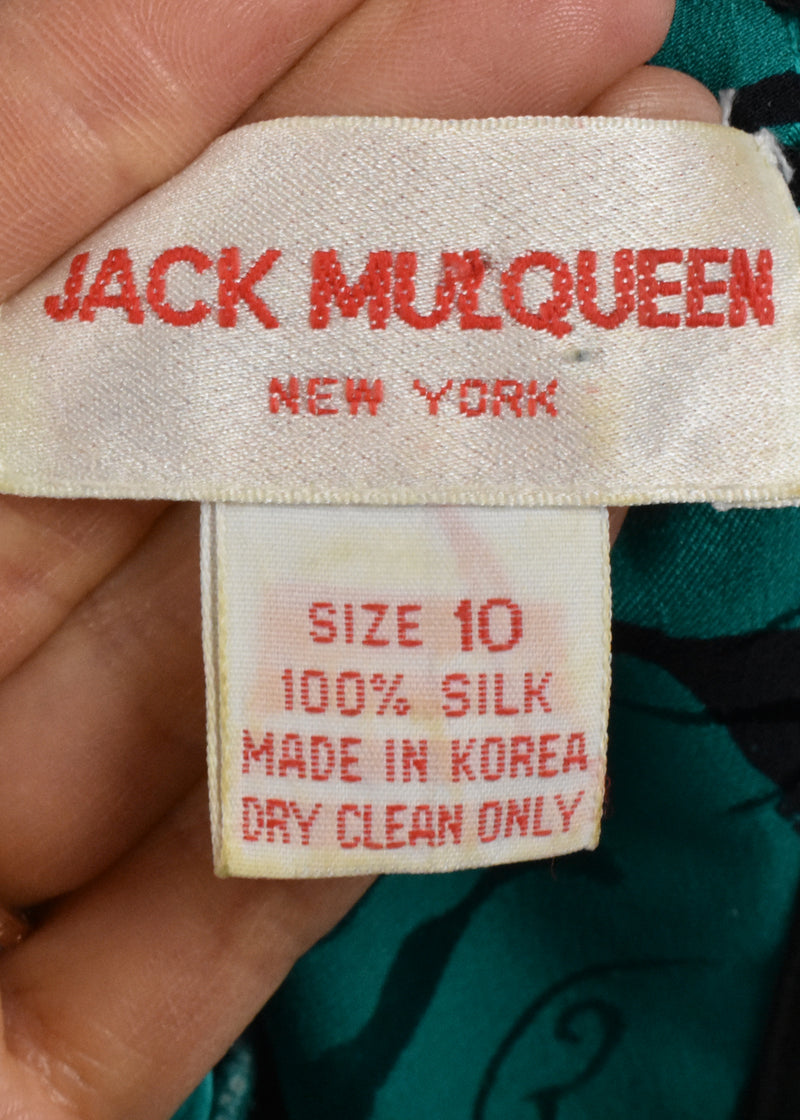 JACK MULQUEEN
NEW YORK
SIZE 10
100% SILK
MADE IN KOREA
DRY CLEAN ONLY